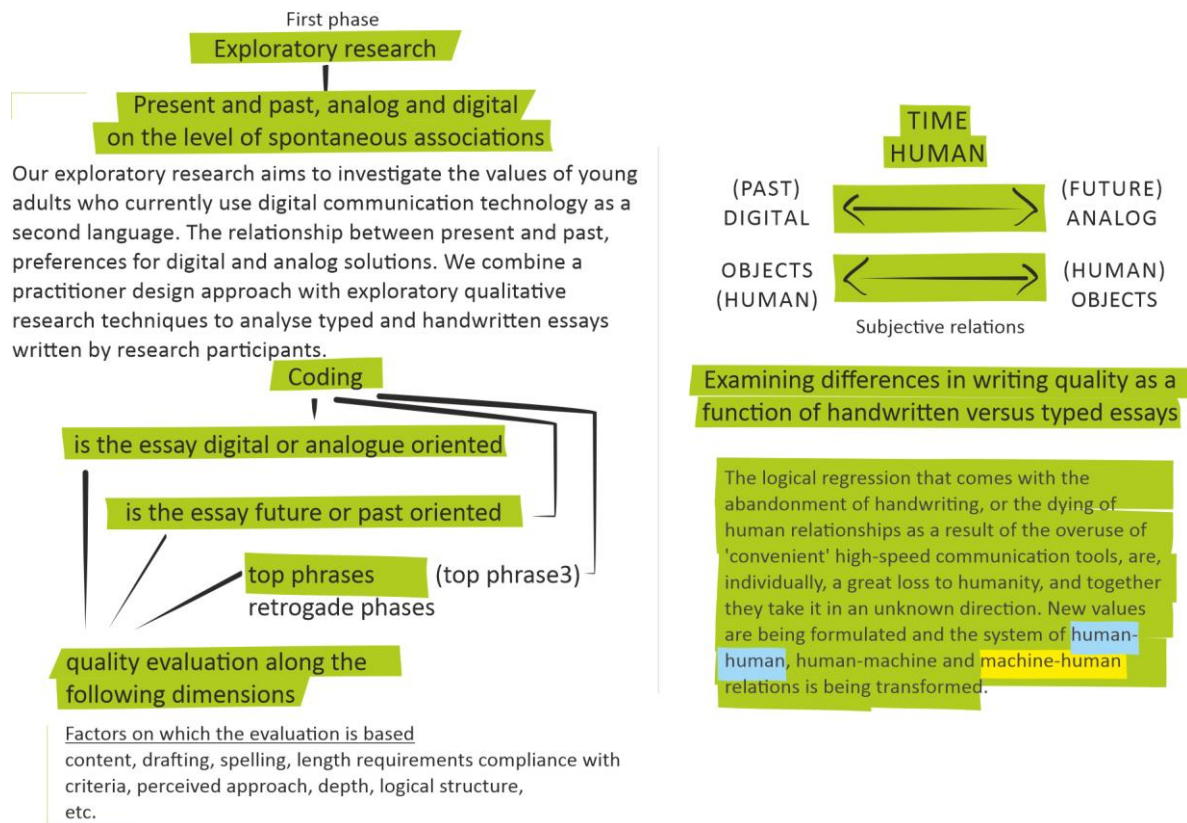 First phase
Exploratory research
Present and past, analog and digital
on the level of spontaneous associations
Our exploratory research aims to investigate the values of young
adults who currently use digital communication technology as a
second language. The relationship between present and past,
preferences for digital and analog solutions. We combine a
practitioner design approach with exploratory qualitative
research techniques to analyse typed and handwritten essays
written by research participants.
Coding
is the essay digital or analogue oriented
is the essay future or past oriented
top phrases (top phrase3)
retrogade phases
quality evaluation along the
following dimensions
Factors on which the evaluation is based
content, drafting, spelling, length requirements compliance with
criteria, perceived approach, depth, logical structure,
etc.
TIME
HUMAN
(PAST) (FUTURE)
DIGITAL ANALOG
OBJECTS (HUMAN)
(HUMAN) OBJECTS
Subjective relations
Examining differences in writing quality as a
function of handwritten versus typed essays
The logical regression that comes with the
abandonment of handwriting, or the dying of
human relationships as a result of the overuse of
'convenient' high-speed communication tools, are,
individually, a great loss to humanity, and together
they take it in an unknown direction. New values
are being formulated and the system of human-
human, human-machine and machine-human
relations is being transformed.